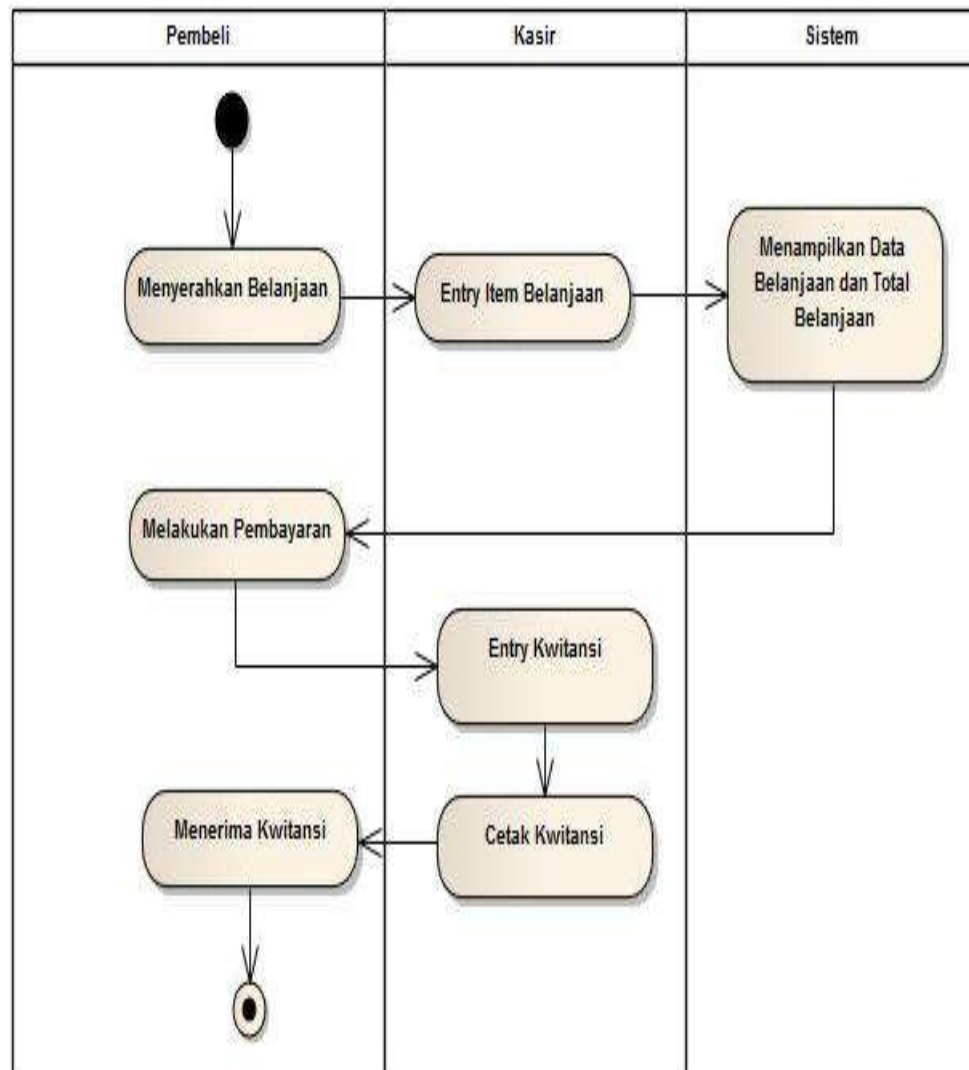 Pembeli
Kasir
Sistem
Menyerahkan Belanjaan
Entry Item Belanjaan
Menampilkan Data
Belanjaan dan Total
Belanjaan
Melakukan Pembayaran
Entry Kwitansi
Menerima Kwitansi
Cetak Kwitansi